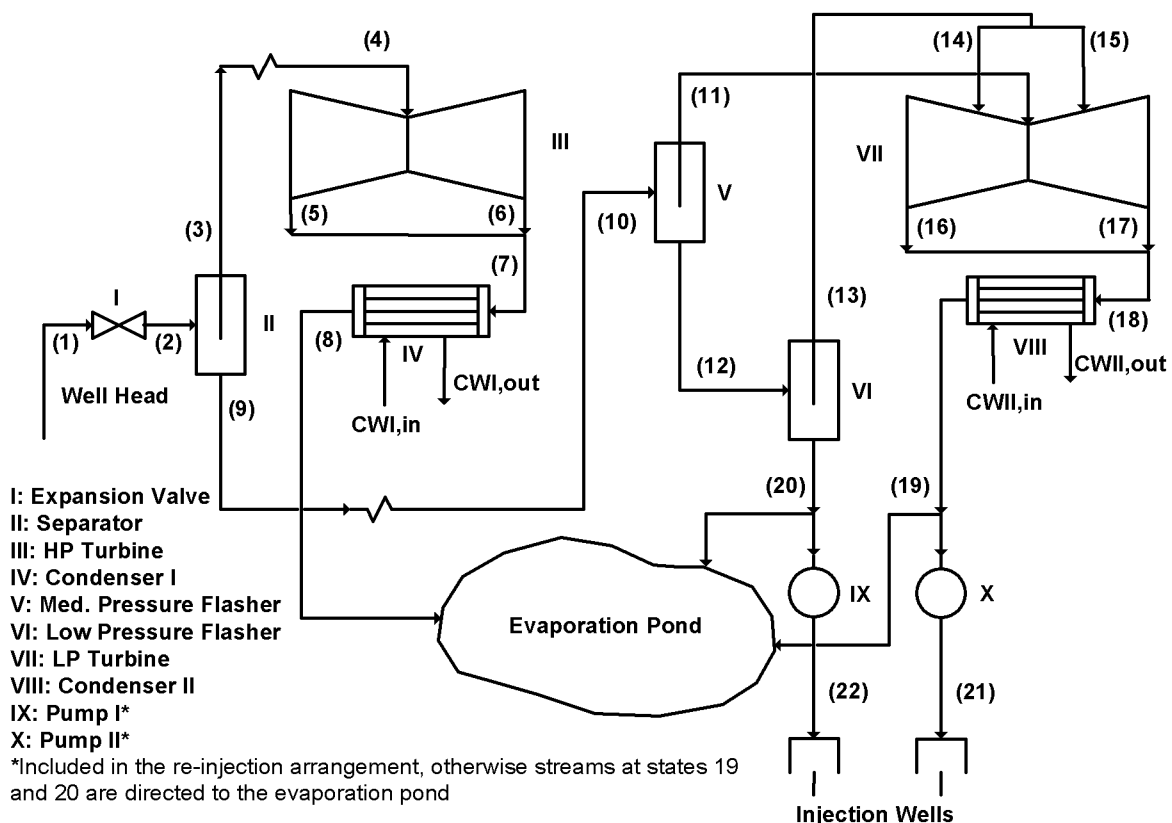 (4)
(14)
(15)
(11)
III
VII
V
(5)
(6)
(10)
(16)
(17)
(3)
(7)
(13)
I
II
(1)
(2)
(8)
IV
(12)
VIII
(18)
CWI,out
CWII,out
VI
Well Head
(9)
CWI,in
CWII,in
(20)
(19)
I: Expansion Valve
II: Separator
III: HP Turbine
IV: Condenser I
V: Med. Pressure Flasher
VI: Low Pressure Flasher
VII: LP Turbine
VIII: Condenser II
IX: Pump I*
X: Pump II*
*Included in the re-injection arrangement, otherwise streams at states 19
and 20 are directed to the evaporation pond
Evaporation Pond
IX
X
(22)
(21)
Injection Wells